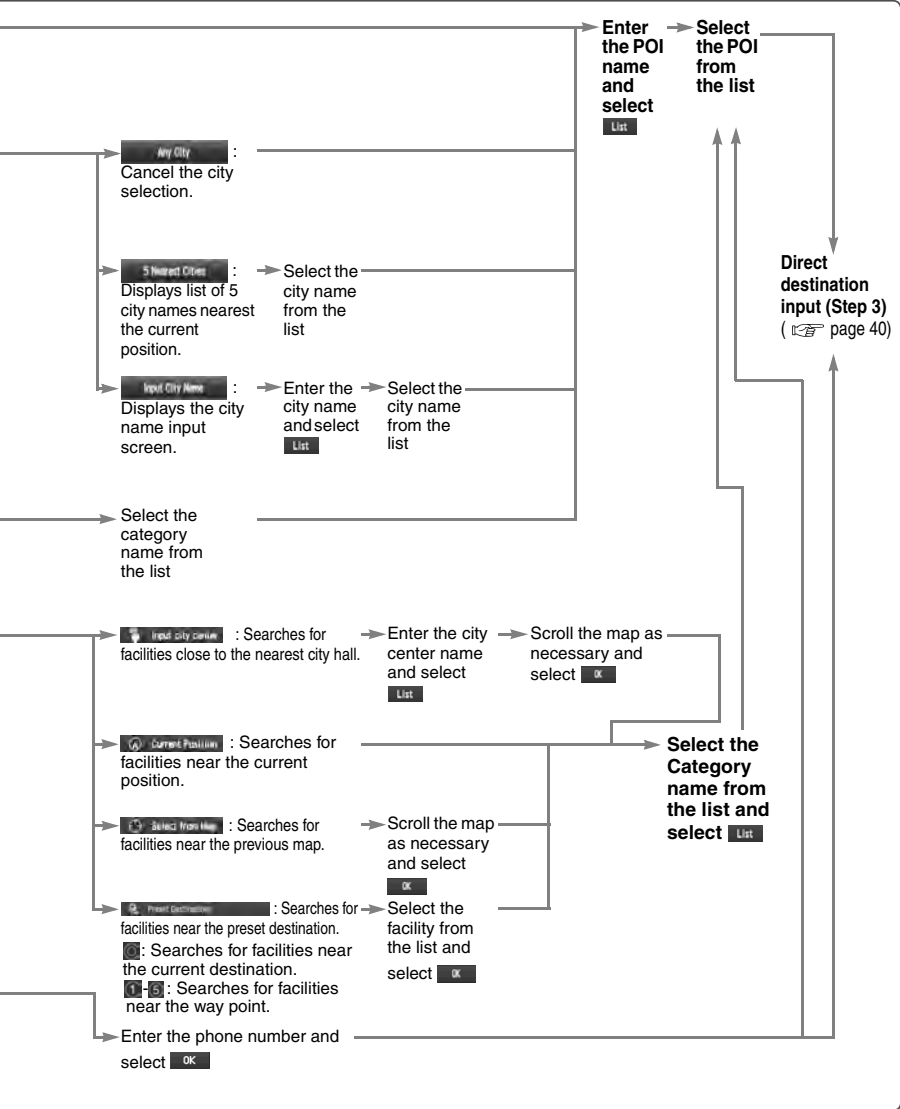 Enter
the POI
name
and
select
List
Select
the POI
from
the list
Any City :
Cancel the city
selection.
5 Nearest Cities :
Displays list of 5
city names nearest
the current
position.
Select the
city name
from the
list
Direct
destination
input (Step 3)
( page 40)
Input City Name :
Displays the city
name input
screen.
Enter the
city name
and select
List
Select the
city name
from the
list
Select the
category
name from
the list
Input city center : Searches for
facilities close to the nearest city hall.
Enter the city
center name
and select
List
Scroll the map as
necessary and
select OK
Current Position : Searches for
facilities near the current
position.
Select the
Category
name from
the list and
select List
Select from Map : Searches for
facilities near the previous map.
Scroll the map
as necessary
and select
OK
Preset Destination : Searches for
facilities near the preset destination.
: Searches for facilities near
the current destination.
1-5 : Searches for facilities
near the way point.
Select the
facility from
the list and
select OK
Enter the phone number and
select OK